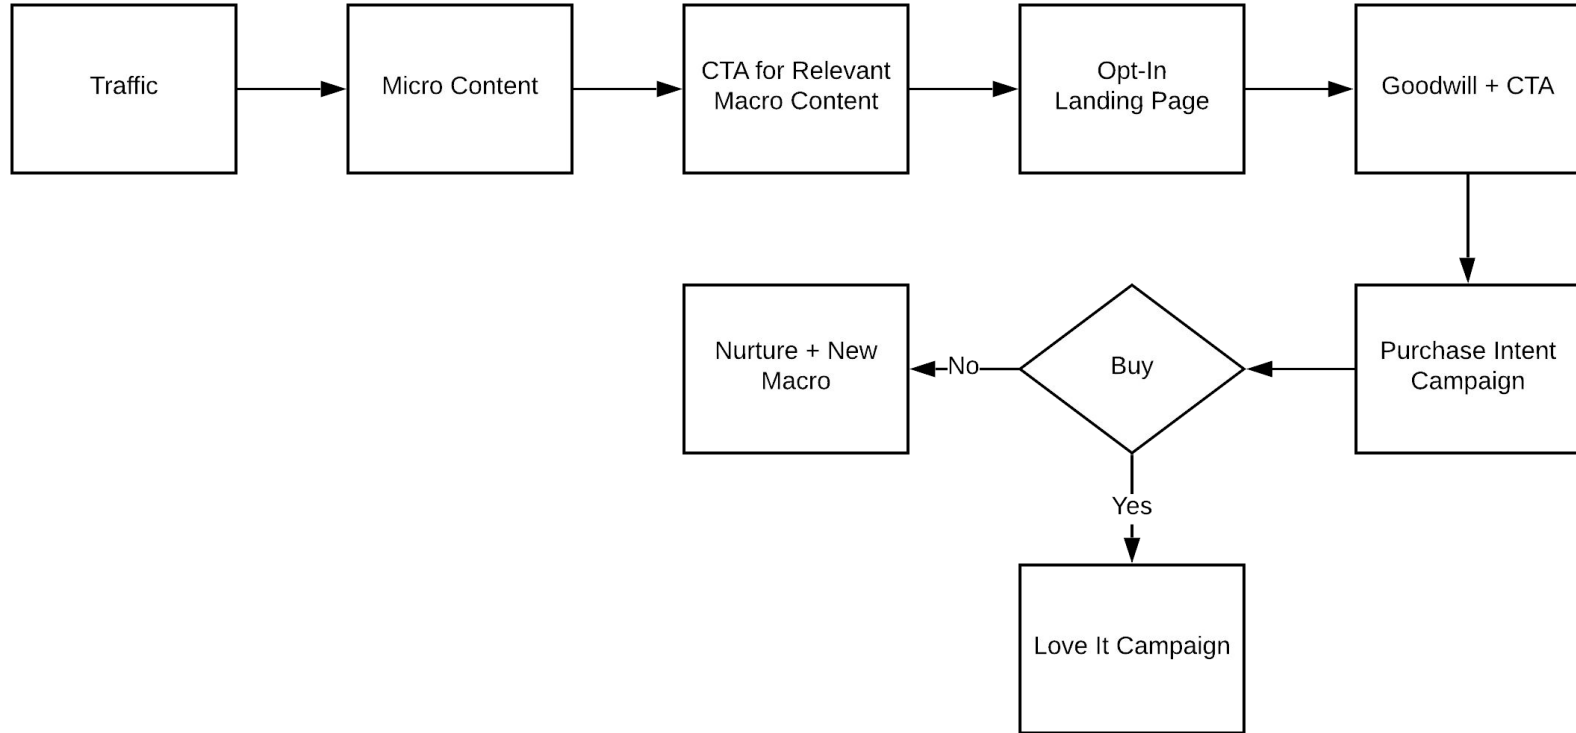 Traffic
Micro Content
CTA for Relevant
Macro Content
Opt-In
Landing Page
Goodwill + CTA
Nurture + New
Macro
No
Buy
Purchase Intent
Campaign
Yes
Love It Campaign